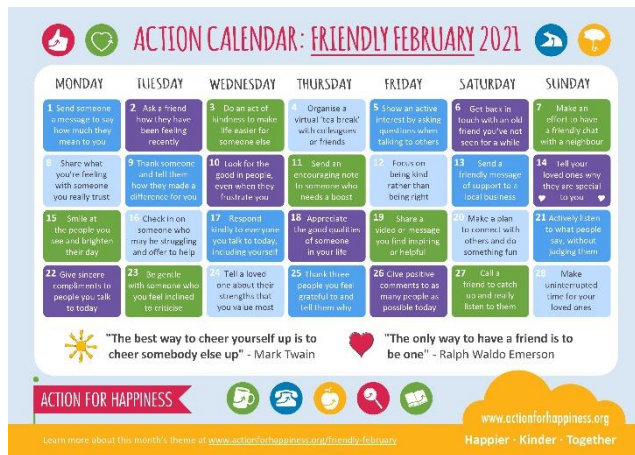 ACTION CALENDAR: FRIENDLY FEBRUARY 2021
MONDAY TUESDAY WEDNESDAY THURSDAY FRIDAY SATURDAY SUNDAY
1 Send someone
a message to say
how much they
mean to you
2 Ask a friend
how they have
been feeling
recently
3 Do an act of
kindness to make
life easier for
someone else
4 Organise a
virtual 'tea break'
with colleagues
or friends
5 Show an active
interest by asking
questions when
talking to others
6 Get back in
touch with an old
friend you've not
seen for a while
7 Make an
effort to have
a friendly chat
with a neighbour
8 Share what
you're feeling
with someone
you really trust
9 Thank someone
and tell them
how they made a
difference for you
10 Look for the
good in people,
even when they
frustrate you
11 Send an
encouraging note
to someone who
needs a boost
12 Focus on
being kind
rather than
being right
13 Send a
friendly message
of support to a
local business
14 Tell your
loved ones why
they are special
to you
15 Smile at
the people you
see and brighten
their day
16 Check in on
someone who
may be struggling
and offer to help
17 Respond
kindly to everyone
you talk to today,
including yourself
18 Appreciate
the good qualities
of someone
in your life
19 Share a
video or message
you find inspiring
or helpful
20 Make a plan
to connect with
others and do
something fun
21 Actively listen
to what people
say, without
judging them
22 Give sincere
compliments to
people you talk
to today
23 Be gentle
with someone who
you feel inclined
to criticise
24 Tell a loved
one about their
strengths that
you value most
25 Thank three
people you feel
grateful to and
tell them why
26 Give positive
comments to as
many people as
possible today
27 Call a
friend to catch
up and really
listen to them
28 Make
uninterrupted
time for your
loved ones
"The best way to cheer yourself up is to
cheer somebody else up" - Mark Twain
"The only way to have a friend is to
be one" - Ralph Waldo Emerson
ACTION FOR HAPPINESS
www.actionforhappiness.org
Learn more about this month's theme at www.actionforhappiness.org/friendly-february
Happier · Kinder · Together